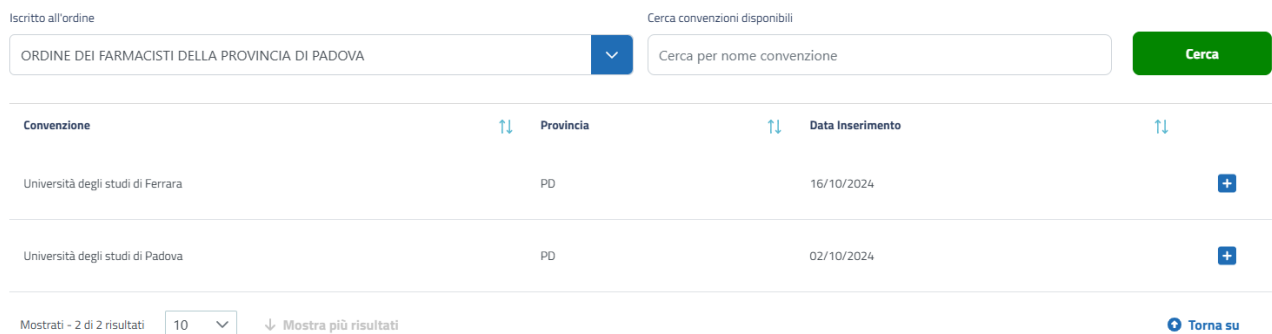 Iscritto all'ordine Cerca convenzioni disponibili
ORDINE DEI FARMACISTI DELLA PROVINCIA DI PADOVA Cerca per nome convenzione Cerca
Convenzione Provincia Data Inserimento
Università degli studi di Ferrara PD 16/10/2024
Università degli studi di Padova PD 02/10/2024
Mostrati - 2 di 2 risultati 10 Mostra più risultati Torna su